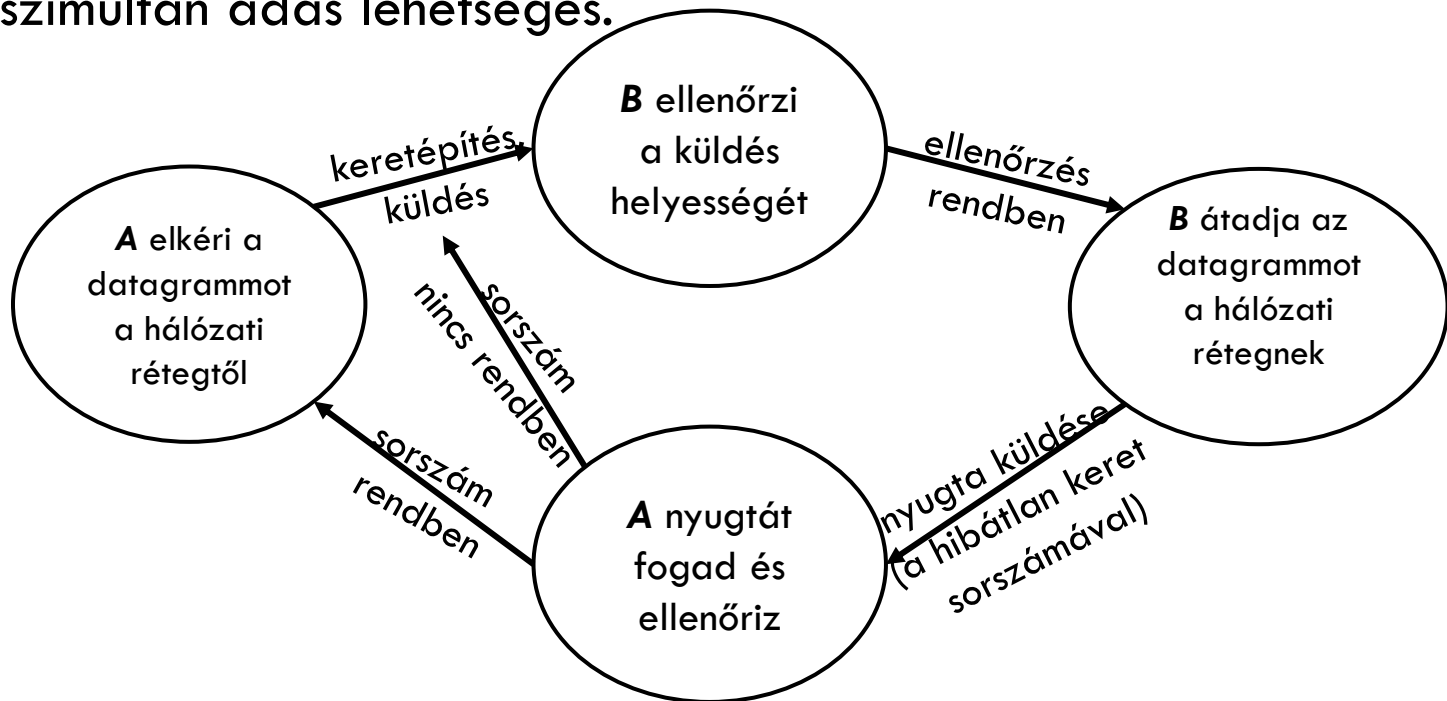 szimultán adás lehetséges.
B ellenőrzi
a küldés
helyességét
keretépítés,
küldés
ellenőrzés
rendben
A elkéri a
datagrammot
a hálózati
rétegtől
B átadja az
datagrammot
a hálózati
rétegnek
sorszám
nincs rendben
sorszám
rendben
nyugta küldése
(a hibátlan keret
sorszámával)
A nyugtát
fogad és
ellenőriz